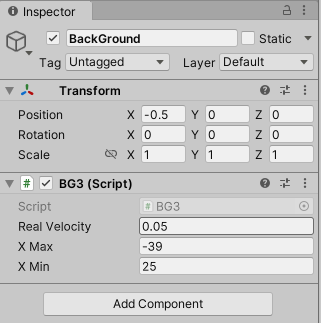 Inspector
BackGround Static
Tag Untagged Layer Default
Transform
Position X -0.5 Y 0 Z 0
Rotation X 0 Y 0 Z 0
Scale X 1 Y 1 Z 1
# BG3 (Script)
Script # BG3
Real Velocity 0.05
X Max -39
X Min 25
Add Component